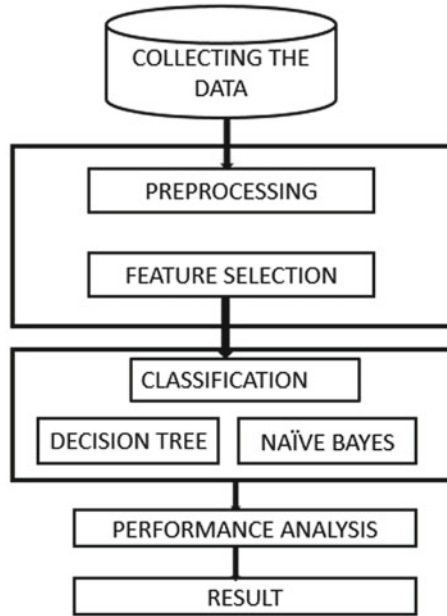 COLLECTING THE
DATA
PREPROCESSING
FEATURE SELECTION
CLASSIFICATION
DECISION TREE
NAÏVE BAYES
PERFORMANCE ANALYSIS
RESULT